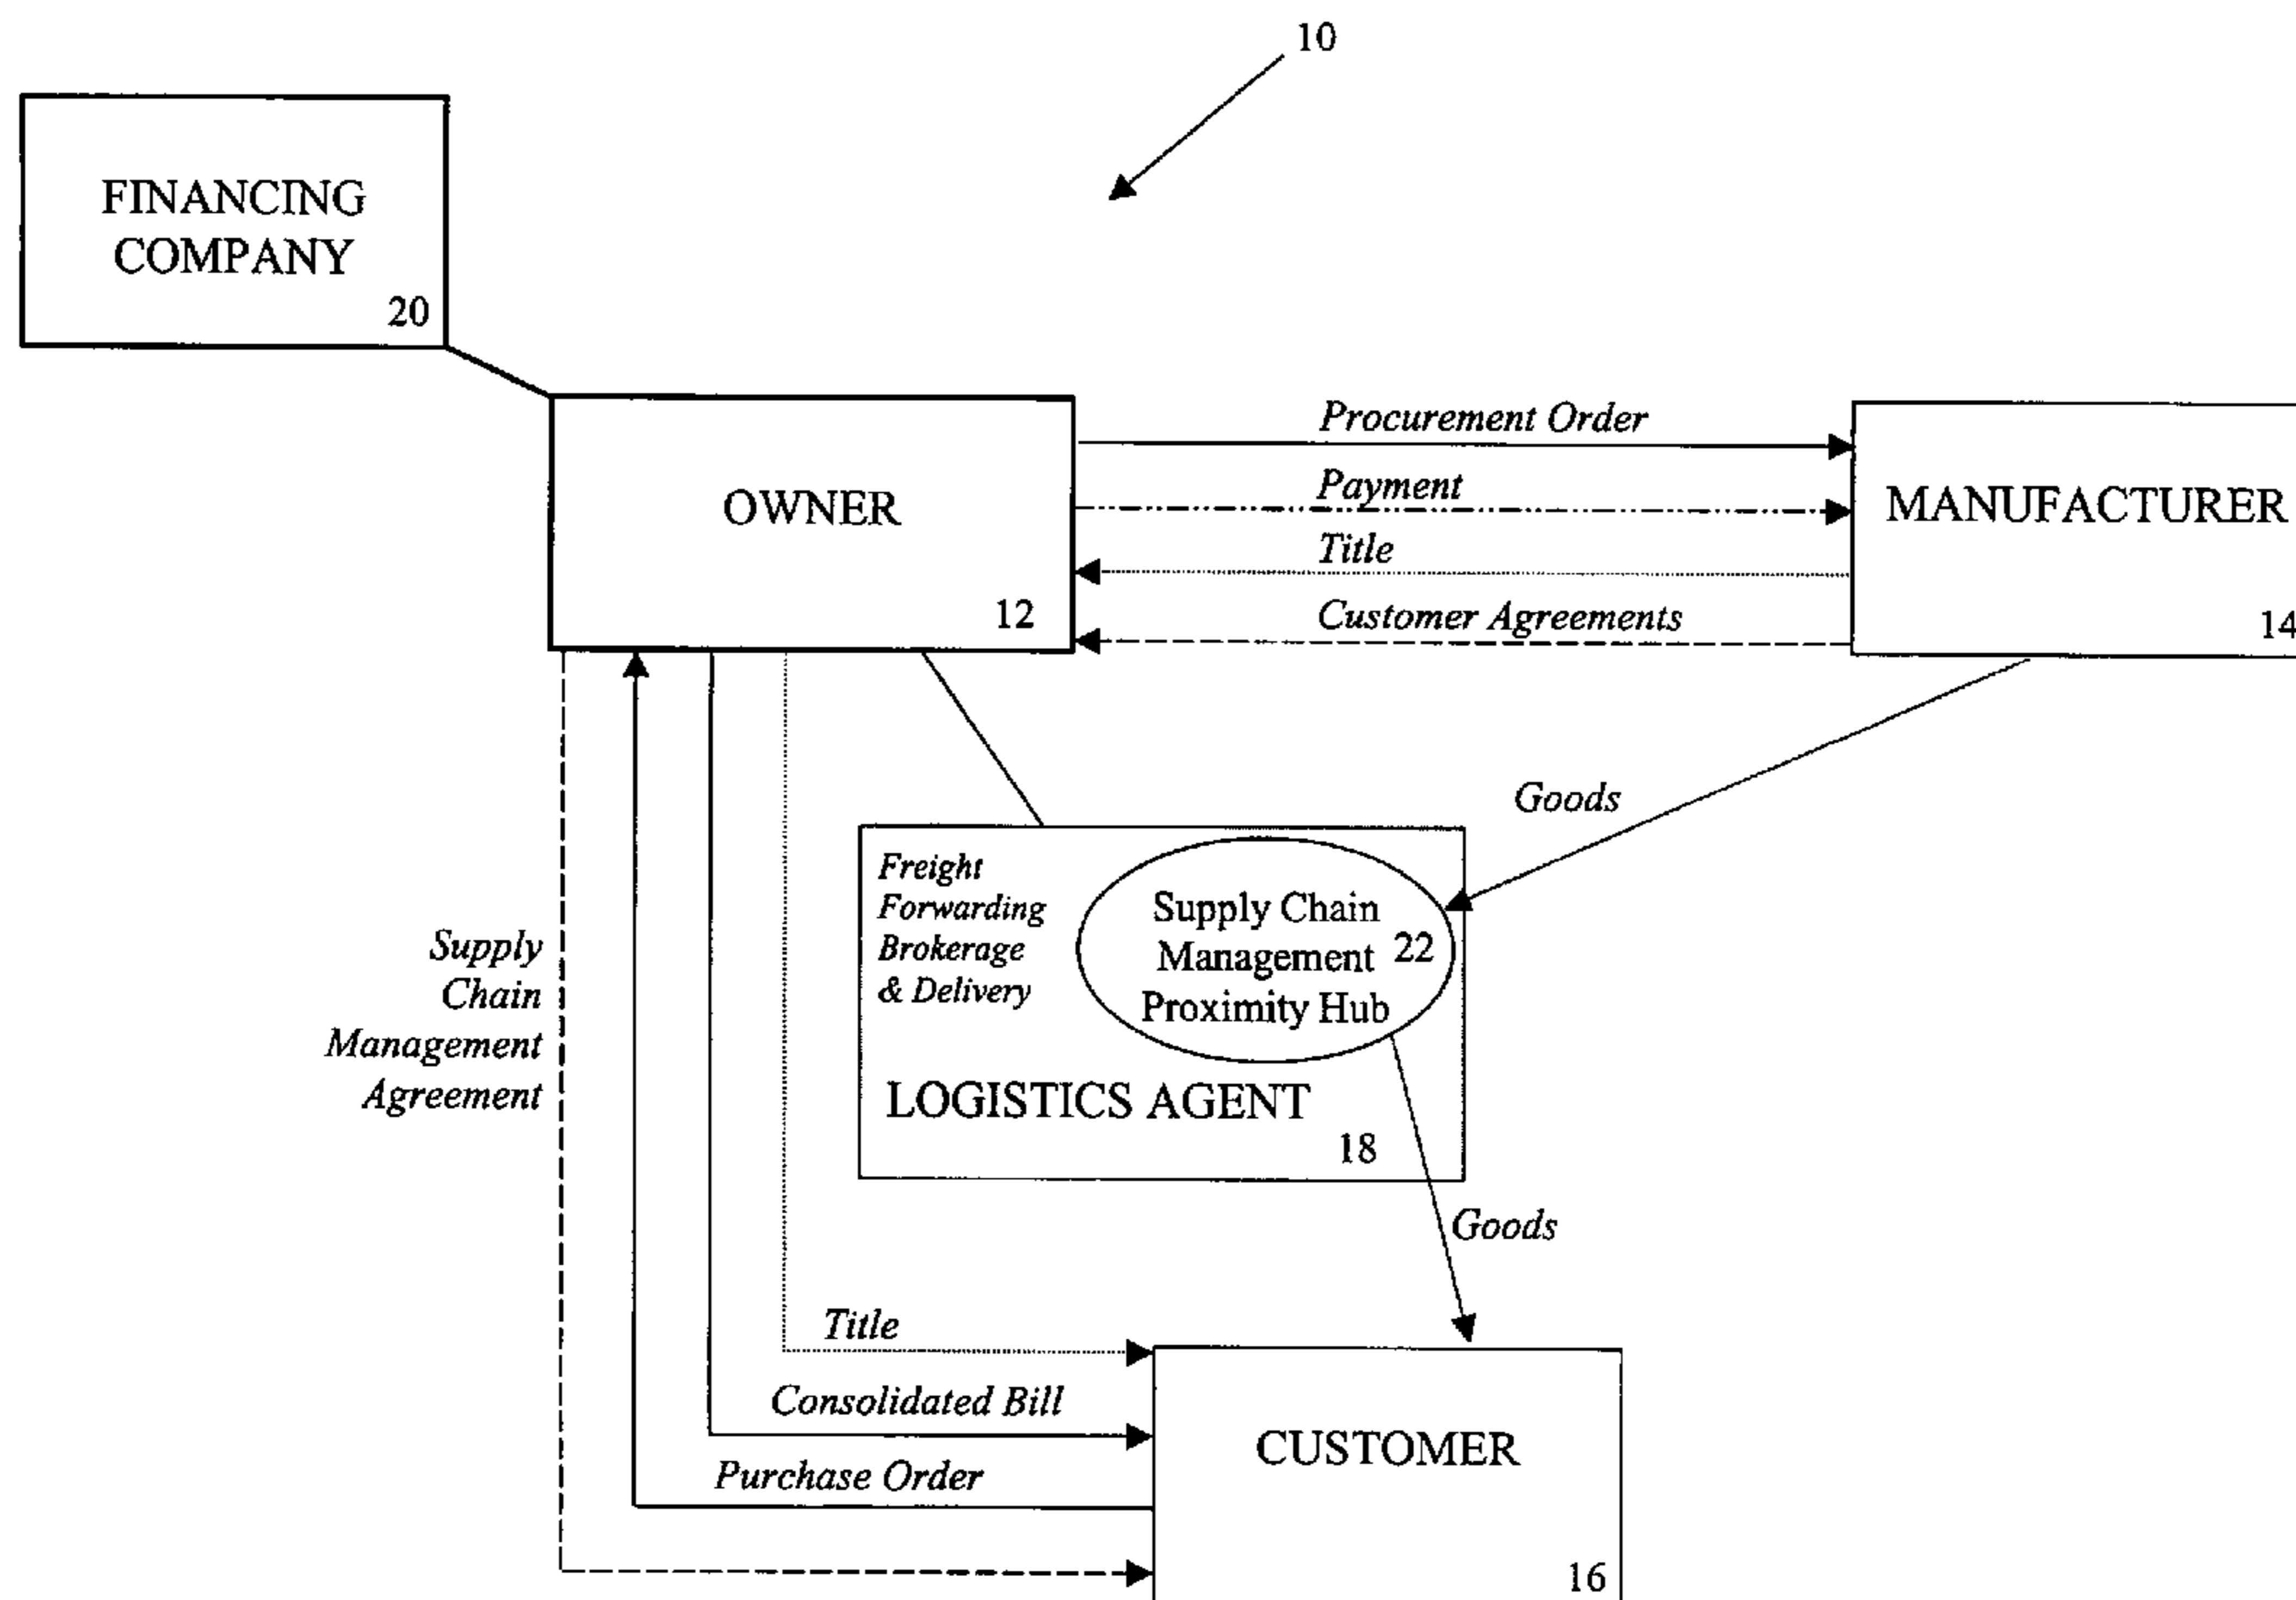 10
FINANCING
COMPANY
20
OWNER
12
Procurement Order
Payment
Title
Customer Agreements
MANUFACTURER
14
Goods
Freight
Forwarding
Brokerage
& Delivery
Supply Chain
Management 22
Proximity Hub
LOGISTICS AGENT
18
Supply
Chain
Management
Agreement
Goods
Title
Consolidated Bill
Purchase Order
CUSTOMER
16